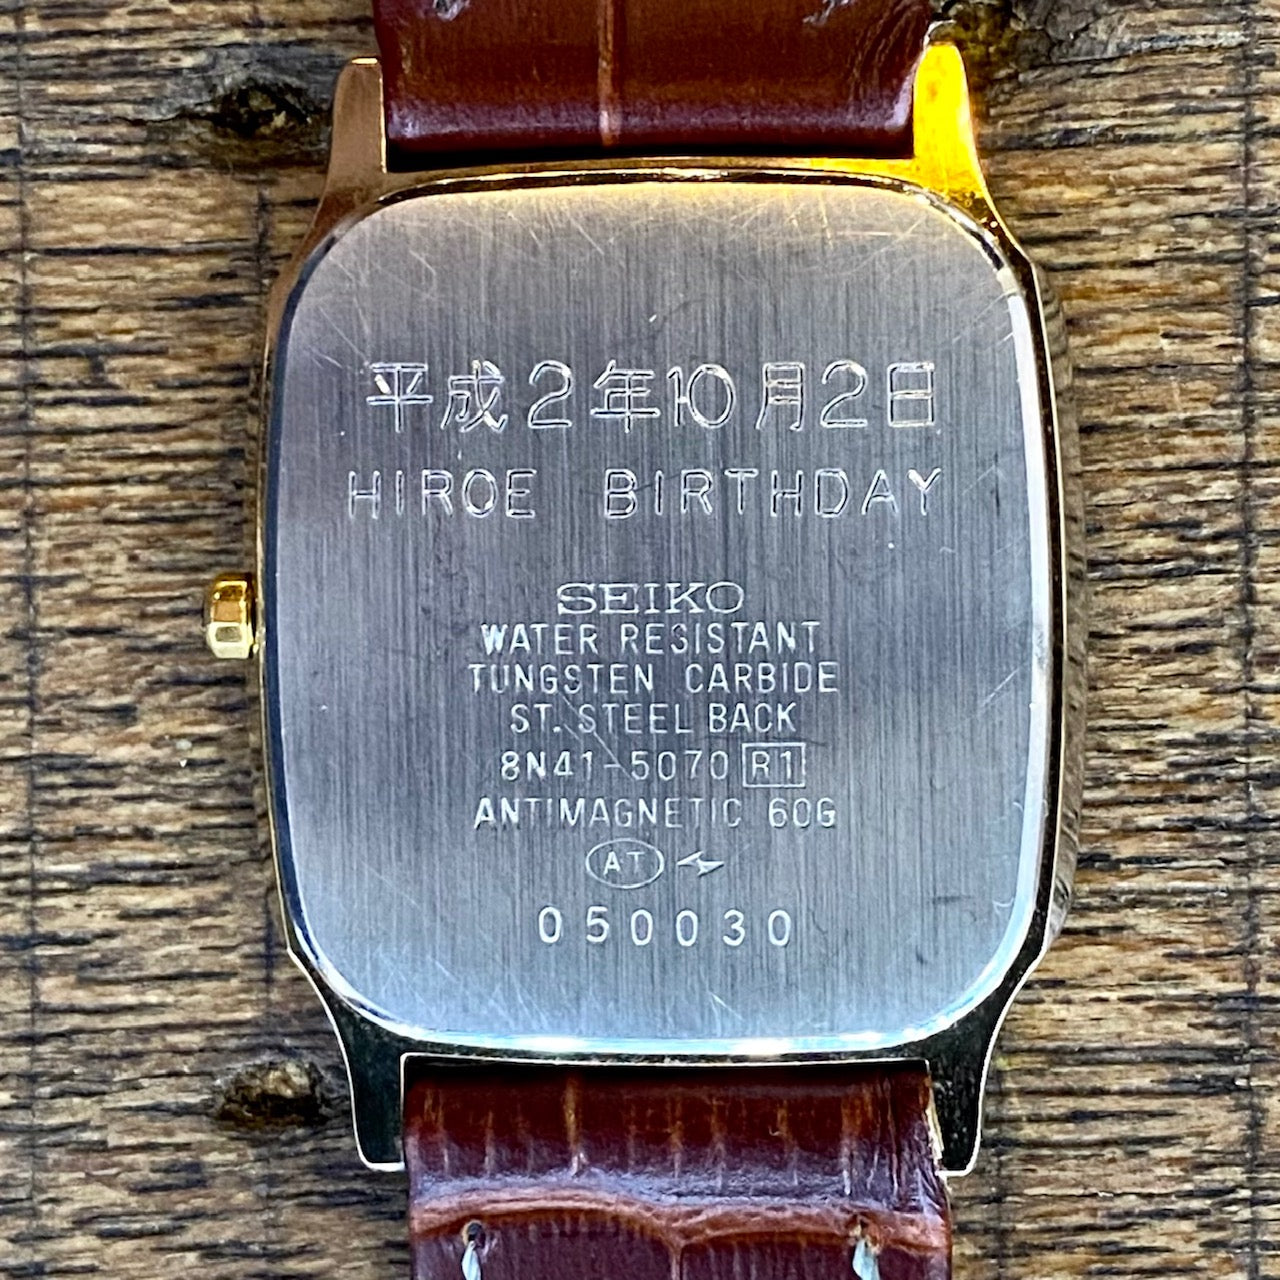 平成2年10月2日
HIROE BIRTHDAY
SEIKO
WATER RESISTANT
TUNGSTEN CARBIDE
ST. STEEL BACK
8N41-5070 R1
ANTIMAGNETIC 60G
AT
050030